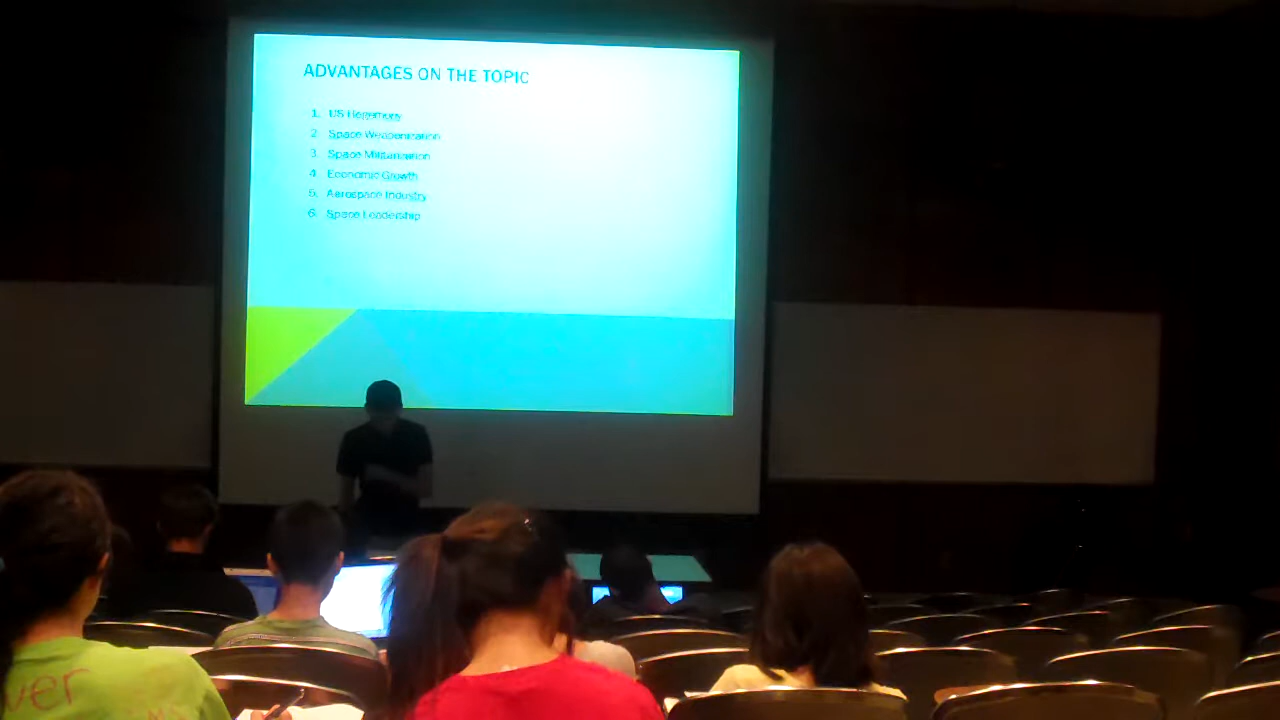 ADVANTAGES ON THE TOPIC
1. US Hegemony
2. Space Weaponization
3. Space Militarization
4. Economic Growth
5. Aerospace Industry
6. Space Leadership
ver